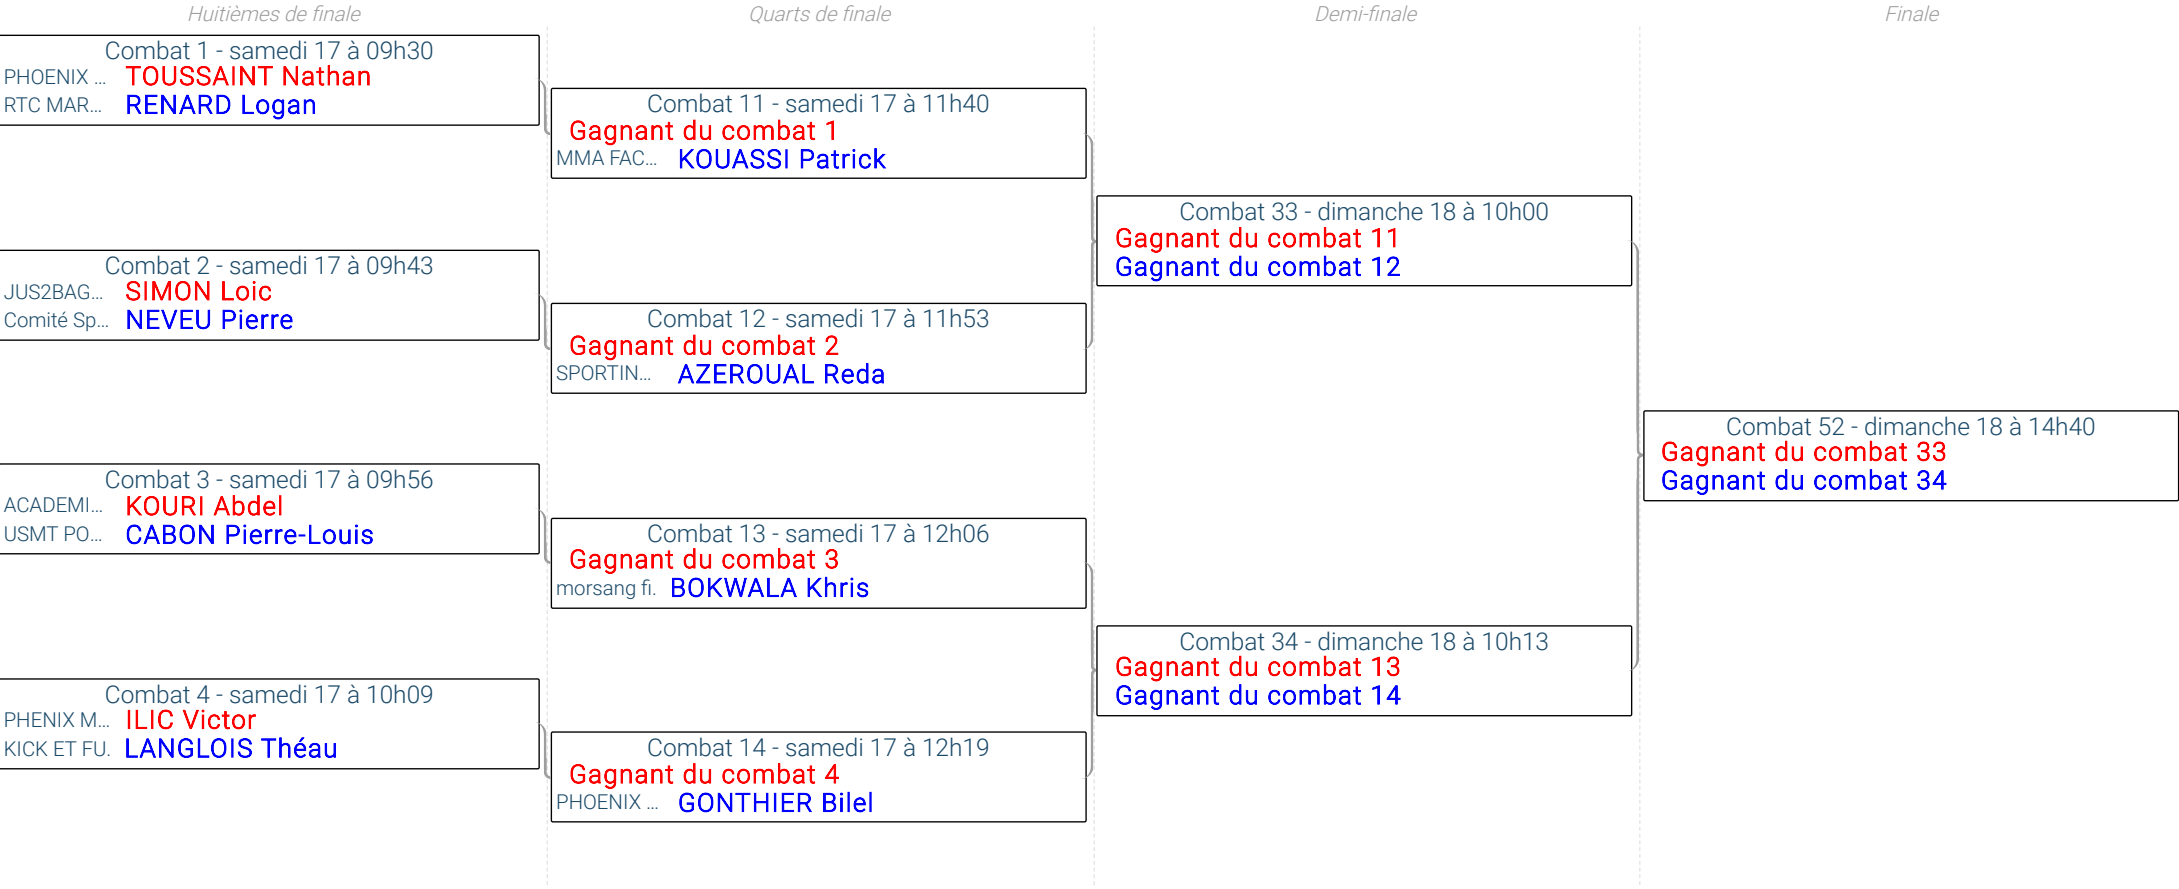 Huitièmes de finale
Quarts de finale
Demi-finale
Finale
Combat 1 - samedi 17 à 09h30
PHOENIX ... TOUSSAINT Nathan
RTC MAR... RENARD Logan
Combat 2 - samedi 17 à 09h43
JUS2BAG... SIMON Loic
Comité Sp... NEVEU Pierre
Combat 3 - samedi 17 à 09h56
ACADEMI... KOURI Abdel
USMT PO... CABON Pierre-Louis
Combat 4 - samedi 17 à 10h09
PHENIX M... ILIC Victor
KICK ET FU. LANGLOIS Théau
Combat 11 - samedi 17 à 11h40
Gagnant du combat 1
MMA FAC... KOUASSI Patrick
Combat 12 - samedi 17 à 11h53
Gagnant du combat 2
SPORTIN... AZEROUAL Reda
Combat 13 - samedi 17 à 12h06
Gagnant du combat 3
morsang fi. BOKWALA Khris
Combat 14 - samedi 17 à 12h19
Gagnant du combat 4
PHOENIX ... GONTHIER Bilel
Combat 33 - dimanche 18 à 10h00
Gagnant du combat 11
Gagnant du combat 12
Combat 34 - dimanche 18 à 10h13
Gagnant du combat 13
Gagnant du combat 14
Combat 52 - dimanche 18 à 14h40
Gagnant du combat 33
Gagnant du combat 34